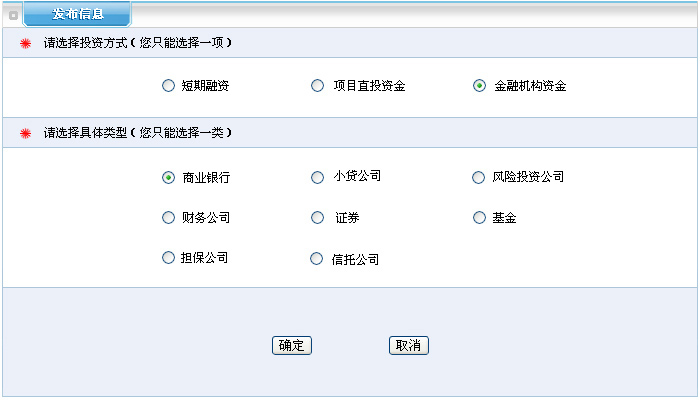 发布信息
请选择投资方式（您只能选择一项）
短期融资 项目直投资金 金融机构资金
请选择具体类型（您只能选择一类）
商业银行 小贷公司 风险投资公司
财务公司 证券 基金
担保公司 信托公司
确定 取消